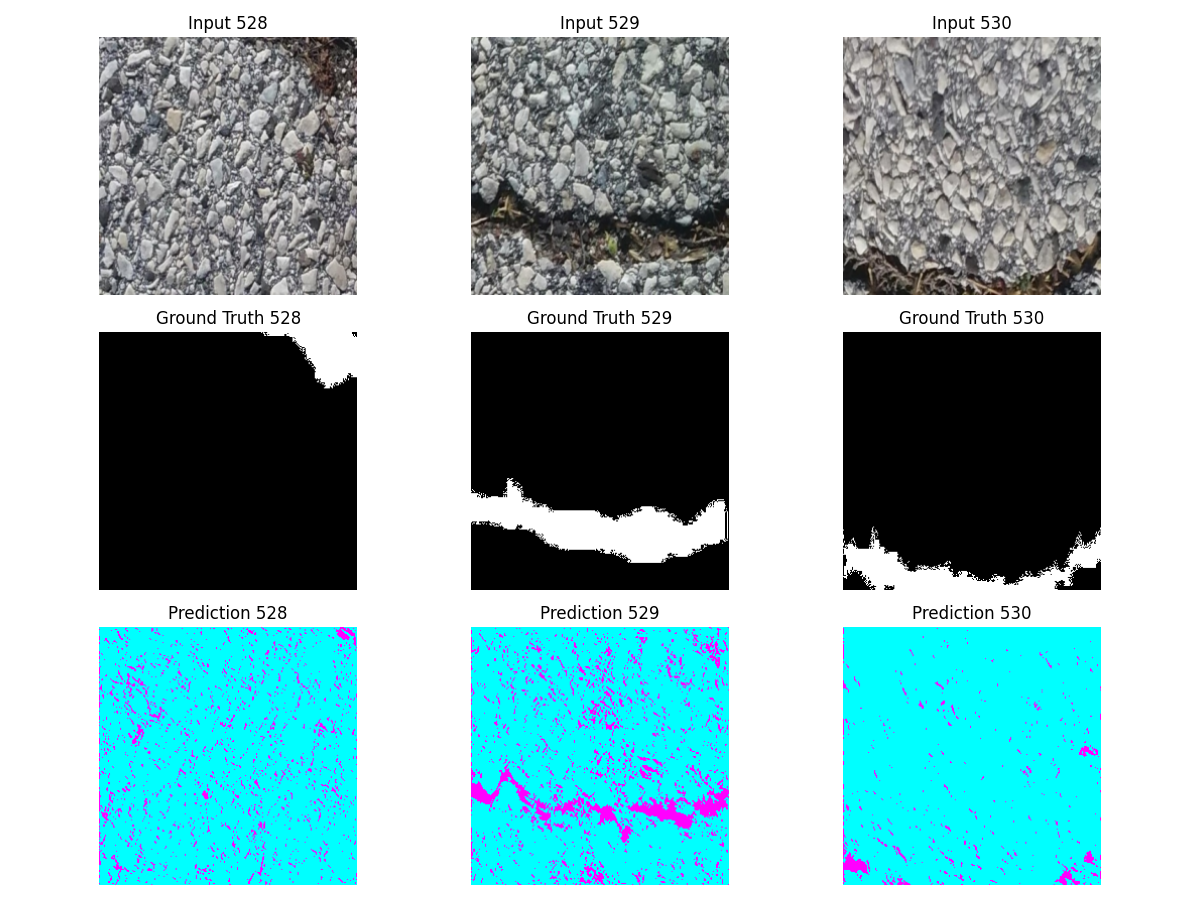 Input 528
Input 529
Input 530
Ground Truth 528
Ground Truth 529
Ground Truth 530
Prediction 528
Prediction 529
Prediction 530